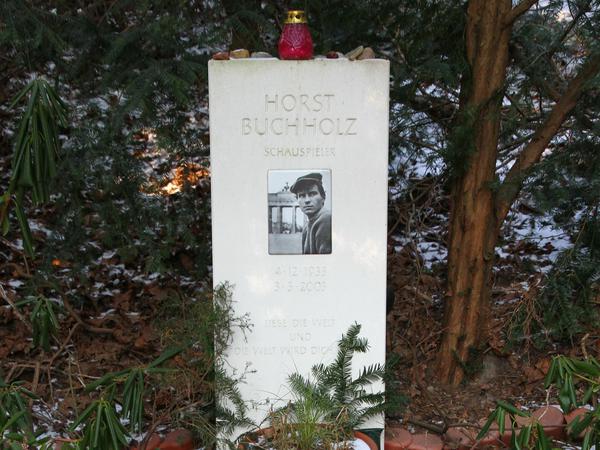 HORST
BUCHHOLZ
SCHAUSPIELER
4·12·1933
3·3·2003
LIEBE DIE WELT
UND
DIE WELT WIRD DICH